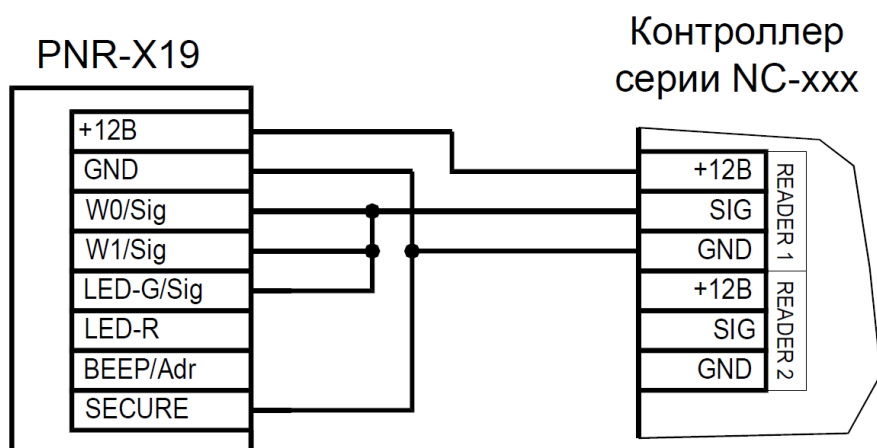 PNR-X19
Контроллер
серии NC-xxx
+12В
GND
W0/Sig
W1/Sig
LED-G/Sig
LED-R
BEEP/Adr
SECURE
+12В
SIG
GND
READER 1
+12В
SIG
GND
READER 2